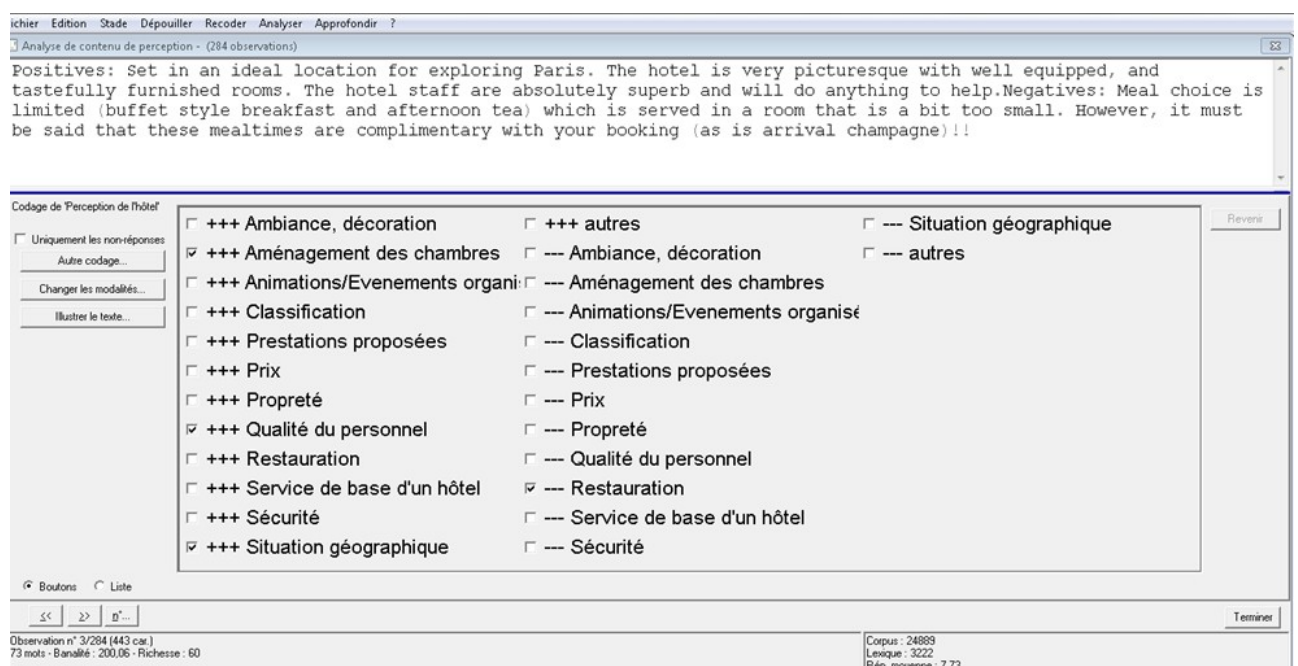 ichier Edition Stade Dépouiller Recoder Analyser Approfondir ?
Analyse de contenu de perception - (284 observations)
Positives: Set in an ideal location for exploring Paris. The hotel is very picturesque with well equipped, and
tastefully furnished rooms. The hotel staff are absolutely superb and will do anything to help.Negatives: Meal choice is
limited (buffet style breakfast and afternoon tea) which is served in a room that is a bit too small. However, it must
be said that these mealtimes are complimentary with your booking (as is arrival champagne)!!
Codage de 'Perception de l'hôtel'
Uniquement les non-réponses
Autre codage...
Changer les modalités...
Illustrer le texte...
+++ Ambiance, décoration
+++ Aménagement des chambres
+++ Animations/Evenements organi
+++ Classification
+++ Prestations proposées
+++ Prix
+++ Propreté
+++ Qualité du personnel
+++ Restauration
+++ Service de base d'un hôtel
+++ Sécurité
+++ Situation géographique
+++ autres
--- Ambiance, décoration
--- Aménagement des chambres
--- Animations/Evenements organisé
--- Classification
--- Prestations proposées
--- Prix
--- Propreté
--- Qualité du personnel
--- Restauration
--- Service de base d'un hôtel
--- Sécurité
--- Situation géographique
--- autres
Revenir
Boutons Liste
<< >> n°...
Terminer
Observation n° 3/284 (443 car.)
73 mots - Banalité : 200,06 - Richesse : 60
Corpus : 24889
Lexique : 3222
Rép. moyenne : 7.73